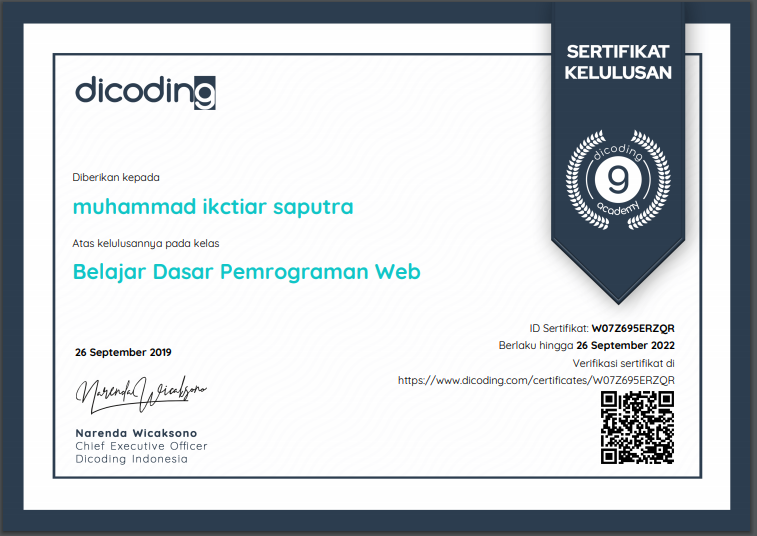 SERTIFIKAT
KELULUSAN
dicoding
dicoding
9
academy
Diberikan kepada
muhammad ikctiar saputra
Atas kelulusannya pada kelas
Belajar Dasar Pemrograman Web
26 September 2019
Narenda Wicaksono
Narenda Wicaksono
Chief Executive Officer
Dicoding Indonesia
ID Sertifikat: W07Z695ERZQR
Berlaku hingga 26 September 2022
Verifikasi sertifikat di
https://www.dicoding.com/certificates/W07Z695ERZQR